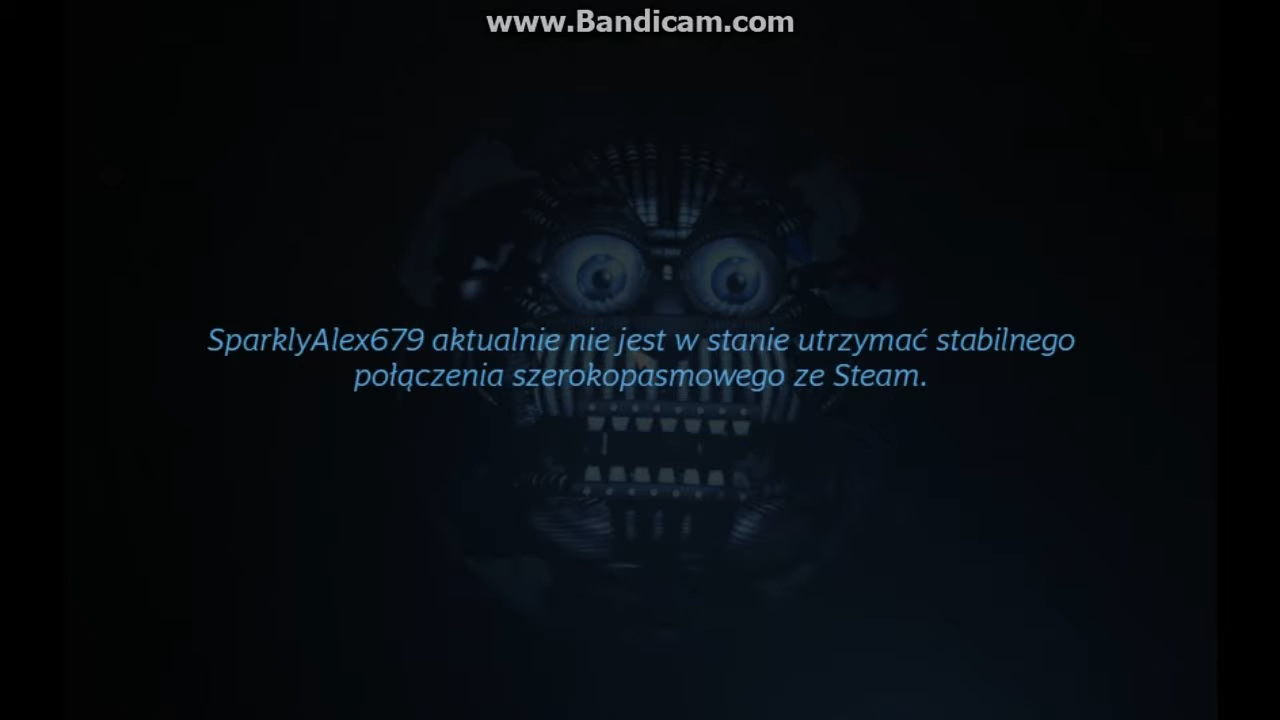 www.Bandicam.com
SparklyAlex679 aktualnie nie jest w stanie utrzymać stabilnego
połączenia szerokopasmowego ze Steam.